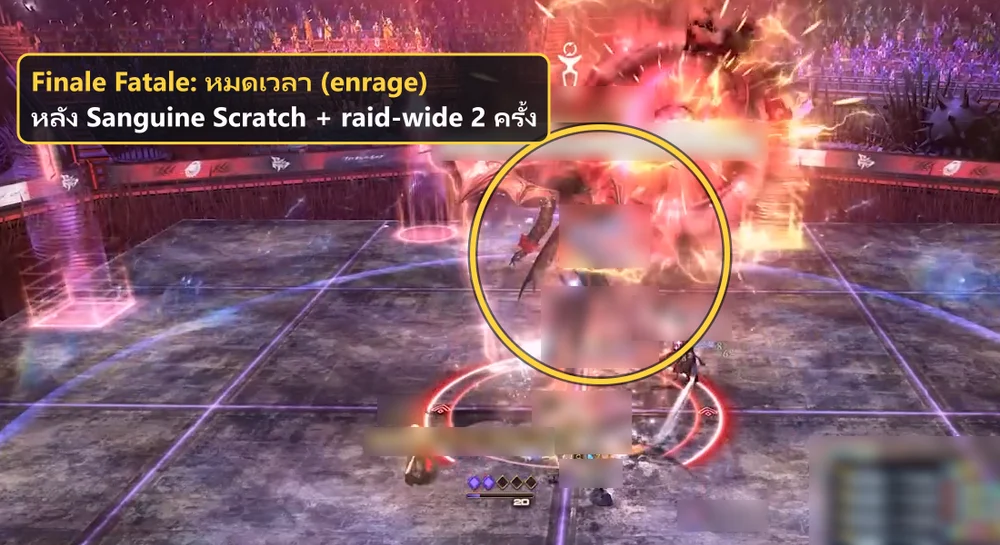 Finale Fatale: หมดเวลา (enrage)
หลัง Sanguine Scratch + raid-wide 2 ครั้ง
20